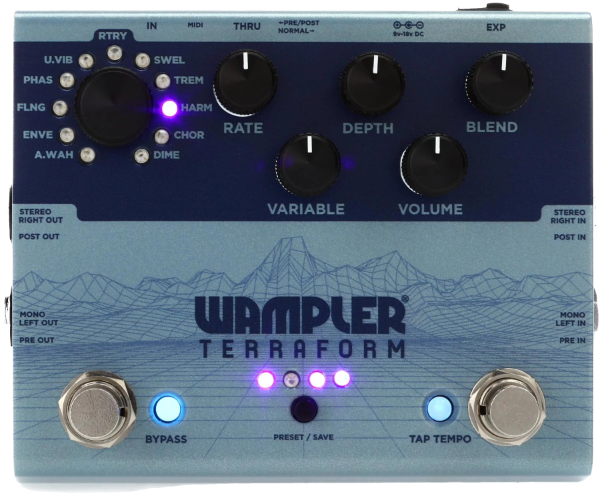 IN MIDI THRU ←PRE/POST 9v-18v DC EXP
NORMAL→
RTRY
U.VIB SWEL
PHAS TREM
FLNG HARM
ENVE CHOR
A.WAH DIME
RATE DEPTH BLEND
VARIABLE VOLUME
STEREO
RIGHT OUT
POST OUT
STEREO
RIGHT IN
POST IN
MONO
LEFT OUT
PRE OUT
MONO
LEFT IN
PRE IN
WAMPLER®
TERRAFORM
BYPASS PRESET / SAVE TAP TEMPO